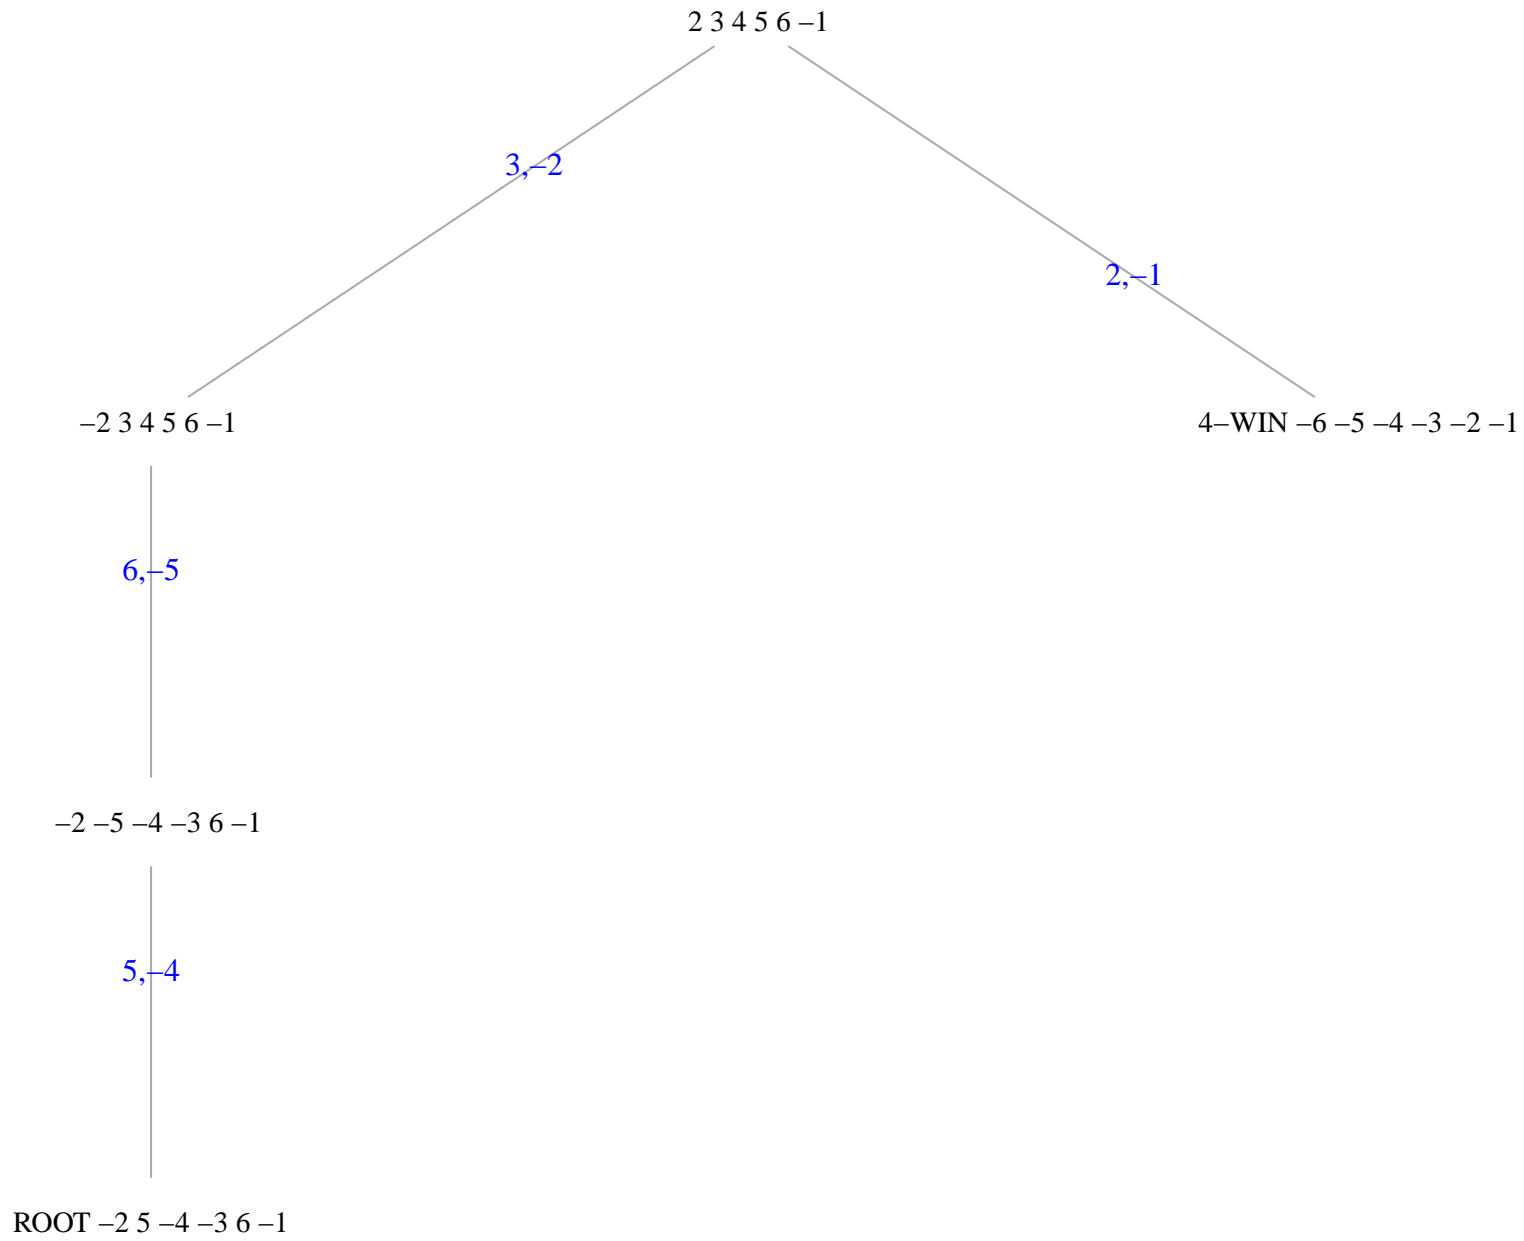 2 3 4 5 6 –1
3,–2
2,–1
–2 3 4 5 6 –1
4–WIN –6 –5 –4 –3 –2 –1
6,–5
–2 –5 –4 –3 6 –1
5,–4
ROOT –2 5 –4 –3 6 –1